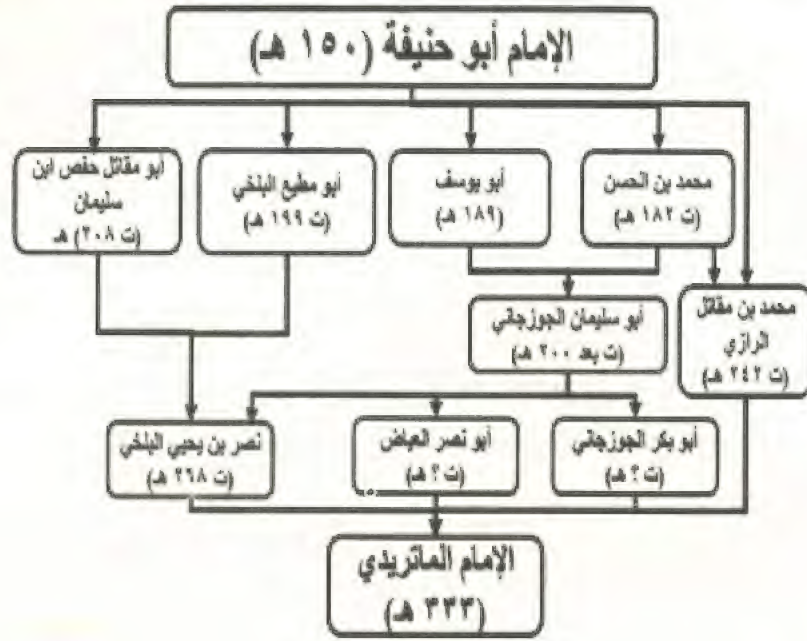 الإمام أبو حنيفة (١٥٠ هـ)
محمد بن الحسن
(ت ١٨٢ هـ)
أبو يوسف
(١٨٩ هـ)
أبو مطيع البلخي
(ت ١٩٩ هـ)
أبو مقاتل حفص ابن
سليمان
(ت ٢٠٨) هـ
محمد بن مقاتل
الرازي
(ت ٢٤٢ هـ)
أبو سليمان الجوزجاني
(ت بعد ٢٠٠ هـ)
أبو بكر الجوزجاني
(ت ؟ هـ)
أبو نصر العياض
(ت ؟ هـ)
نصر بن يحيي البلخي
(ت ٢٦٨ هـ)
الإمام الماتريدي
(٣٣٣ هـ)